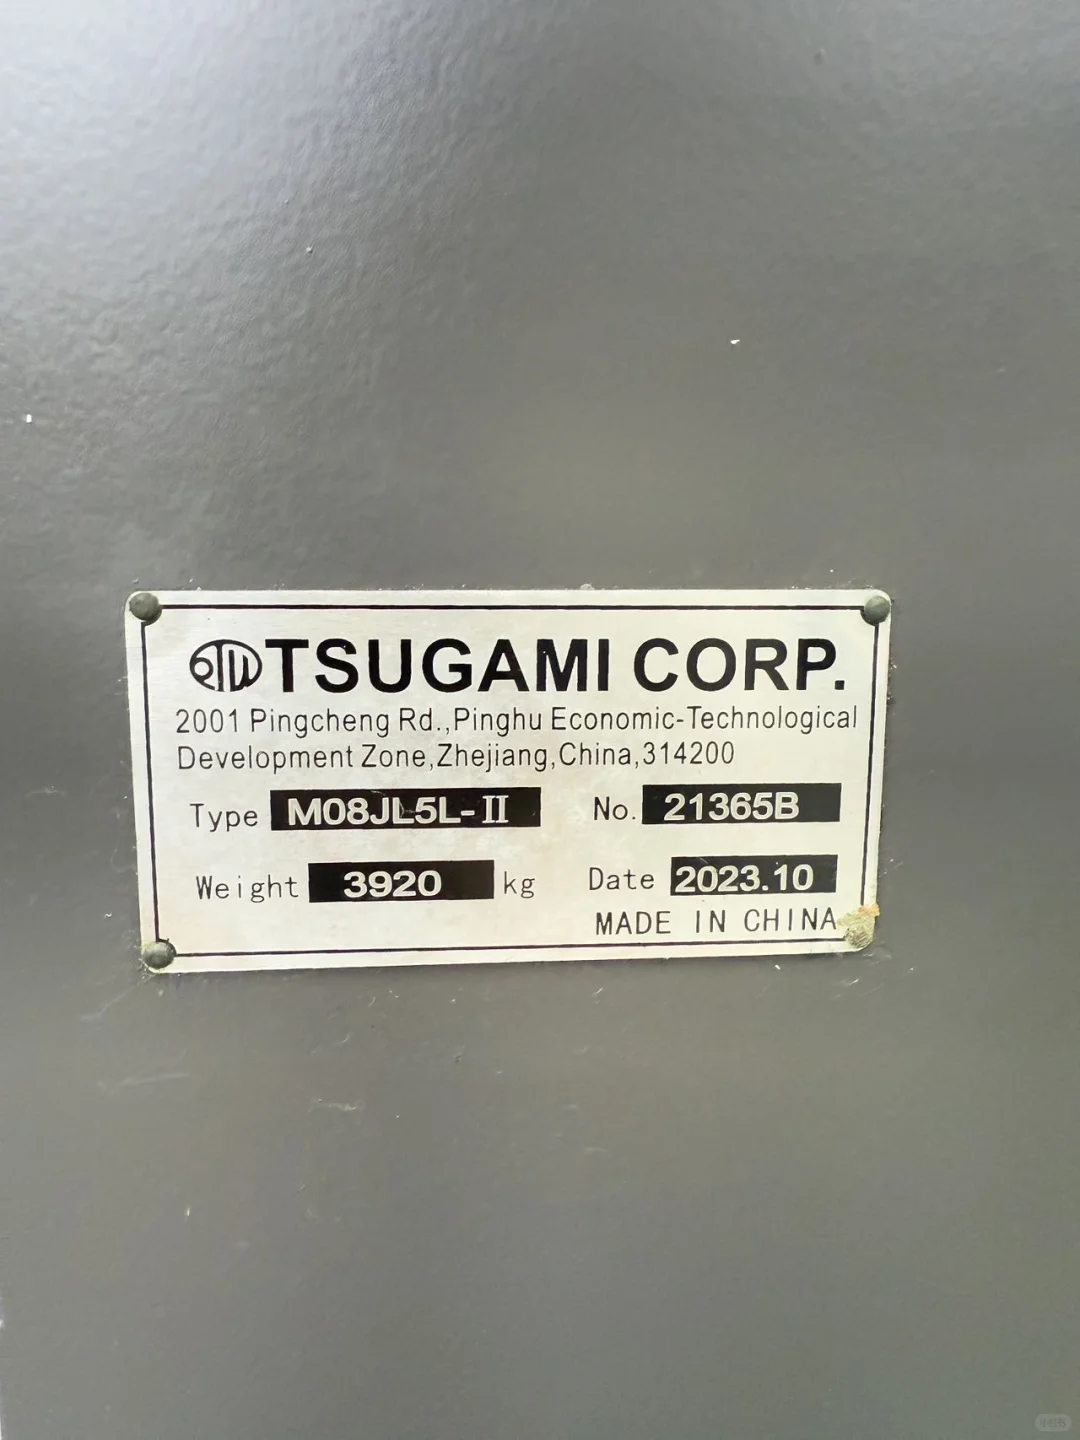 TSUGAMI CORP.
2001 Pingcheng Rd.,Pinghu Economic-Technological
Development Zone,Zhejiang,China,314200
Type M08JL5L-II No. 21365B
Weight 3920 kg Date 2023.10
MADE IN CHINA